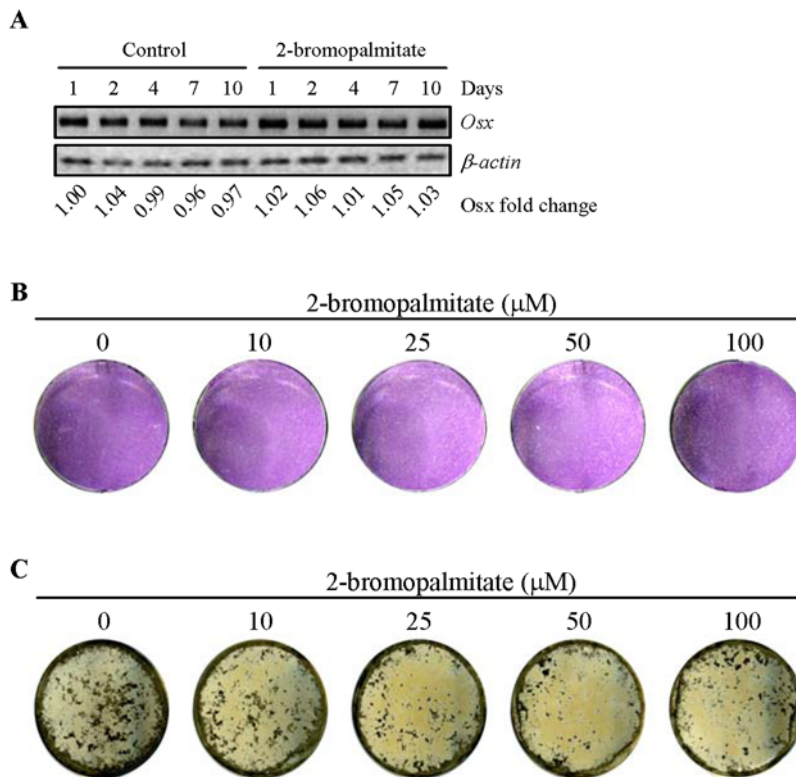 A
Control 2-bromopalmitate
1 2 4 7 10 1 2 4 7 10 Days
Osx
β-actin
1.00 1.04 0.99 0.96 0.97 1.02 1.06 1.01 1.05 1.03 Osx fold change
B
2-bromopalmitate (μM)
0 10 25 50 100
C
2-bromopalmitate (μM)
0 10 25 50 100